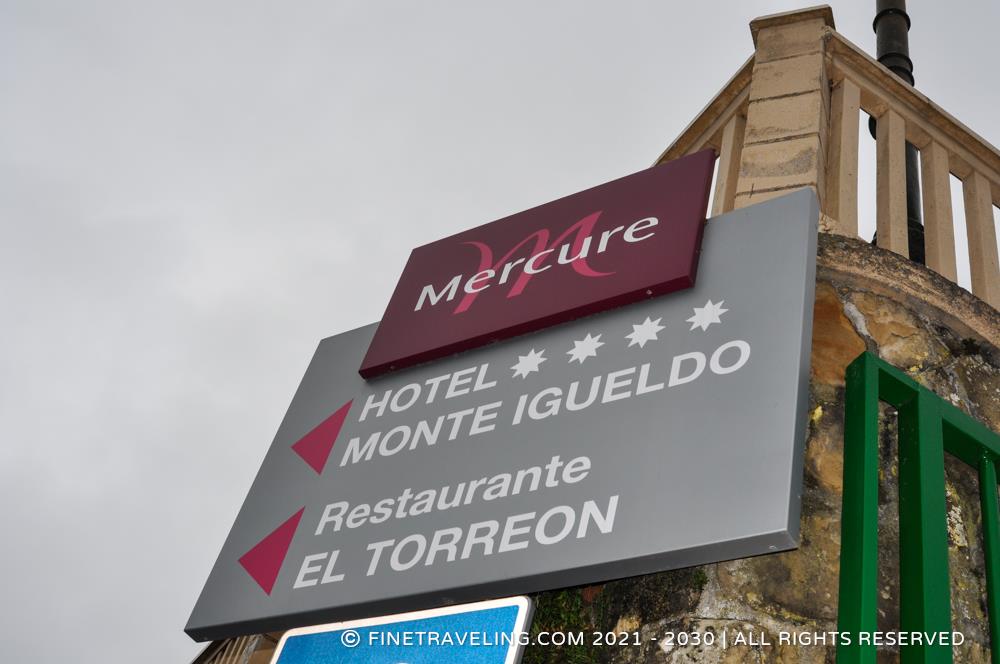 Mercure
HOTEL ****
MONTE IGUELDO
Restaurante
EL TORREON
© FINETRAVELING.COM 2021 - 2030 | ALL RIGHTS RESERVED